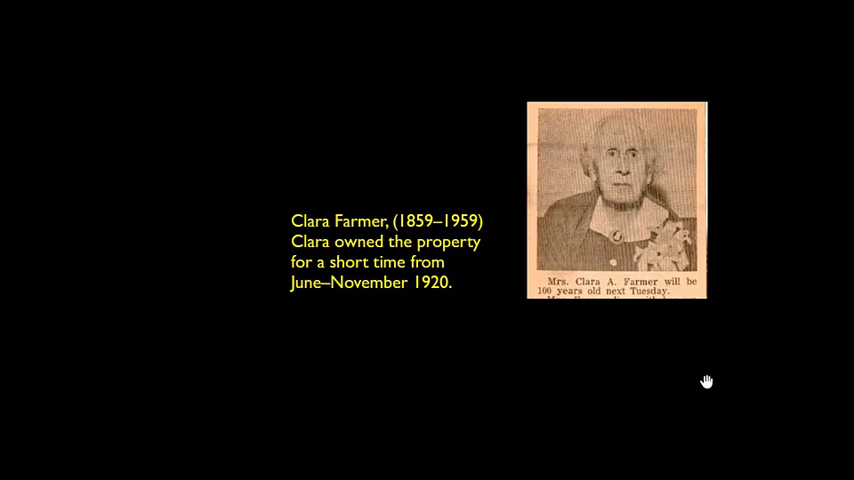 Clara Farmer, (1859–1959)
Clara owned the property
for a short time from
June–November 1920.
Mrs. Clara A. Farmer will be
100 years old next Tuesday.